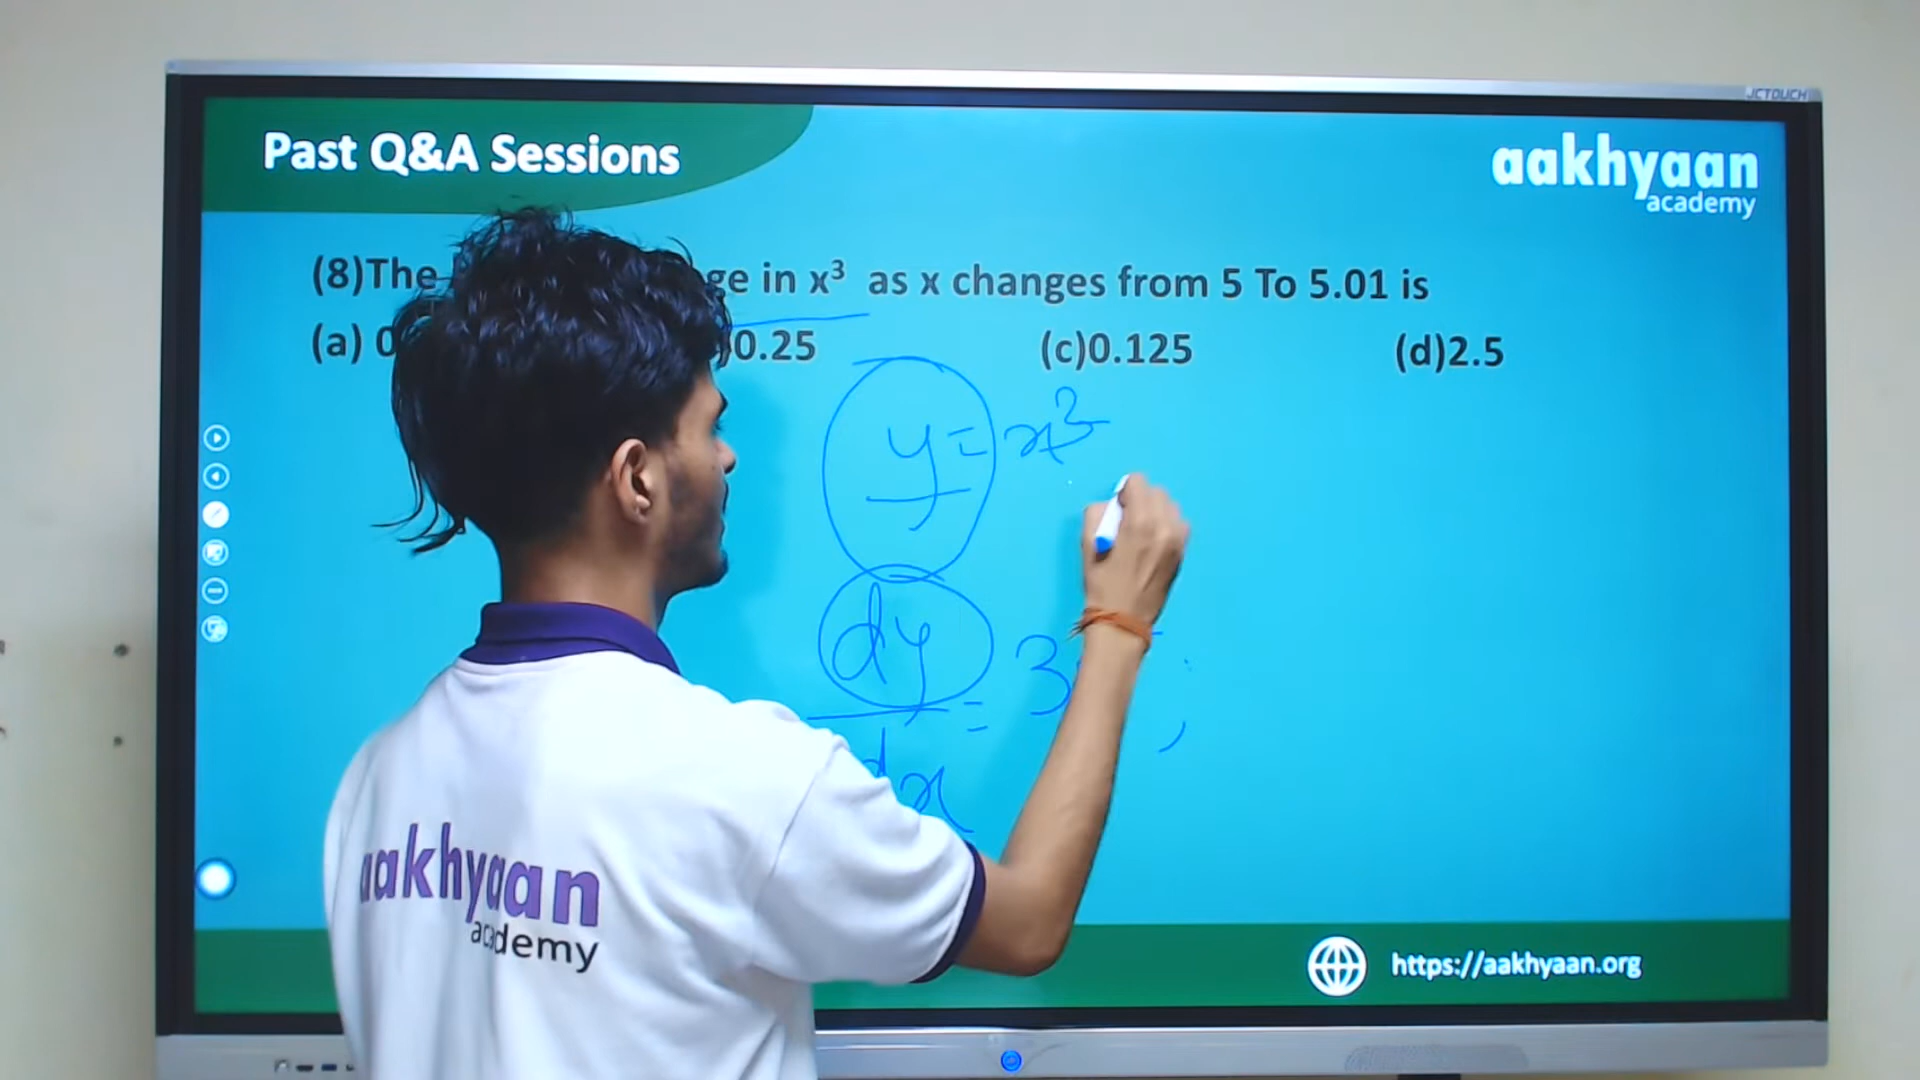 JCTOUCH
Past Q&A Sessions
aakhyaan
academy
(8)The ge in x³ as x changes from 5 To 5.01 is
(a) 0 )0.25 (c)0.125 (d)2.5
y = x³
dy
= 3
dx
;
aakhyaan
academy
https://aakhyaan.org